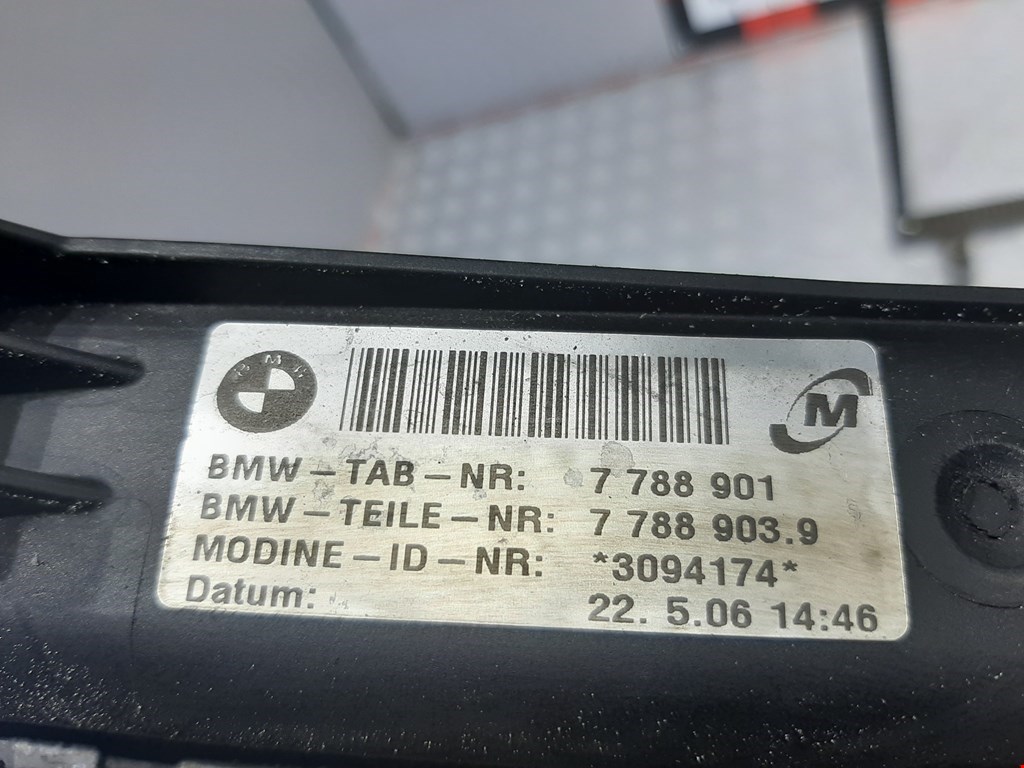 BMW
M
BMW-TAB-NR: 7 788 901
BMW-TEILE-NR: 7 788 903.9
MODINE-ID-NR: *3094174*
Datum: 22. 5.06 14:46